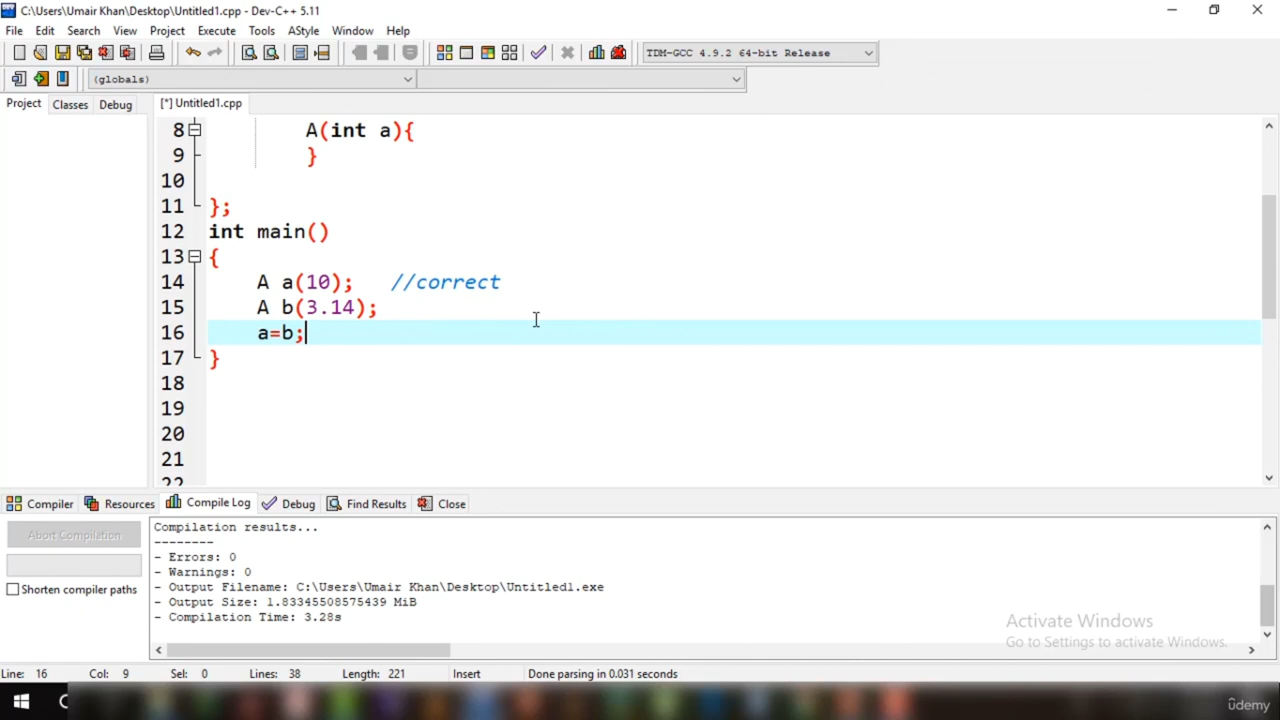 C:\Users\Umair Khan\Desktop\Untitled1.cpp - Dev-C++ 5.11
File Edit Search View Project Execute Tools AStyle Window Help
TDM-GCC 4.9.2 64-bit Release
(globals)
Project Classes Debug [*] Untitled1.cpp
8 A(int a){
9 }
10
11 };
12 int main()
13 {
14 A a(10); //correct
15 A b(3.14);
16 a=b;
17 }
18
19
20
21
22
Compiler Resources Compile Log Debug Find Results Close
Abort Compilation
Shorten compiler paths
Compilation results...
--------
- Errors: 0
- Warnings: 0
- Output Filename: C:\Users\Umair Khan\Desktop\Untitled1.exe
- Output Size: 1.83345508575439 MiB
- Compilation Time: 3.28s
Activate Windows
Go to Settings to activate Windows.
Line: 16 Col: 9 Sel: 0 Lines: 38 Length: 221 Insert Done parsing in 0.031 seconds
ûdemy